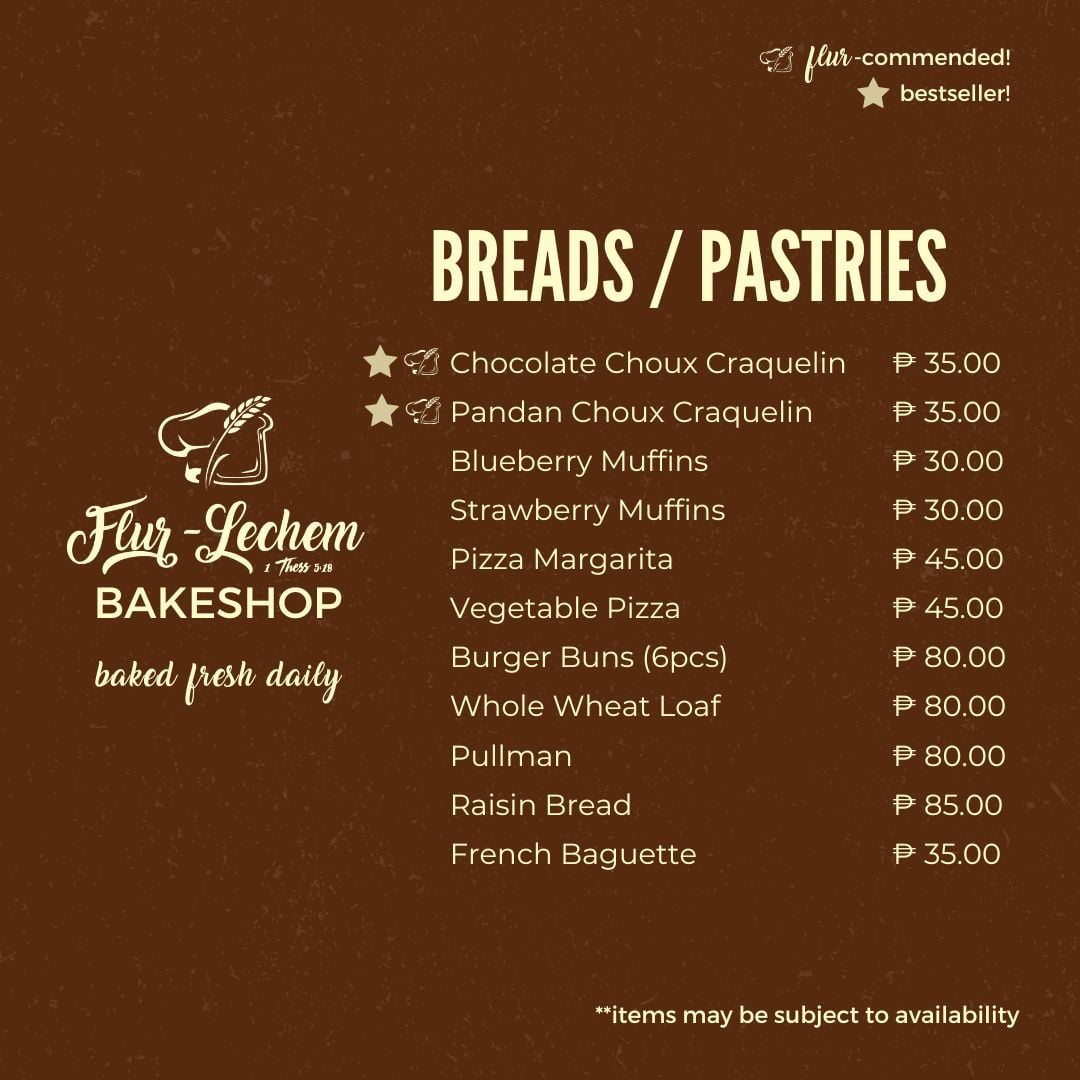 flur-commended!
bestseller!
BREADS / PASTRIES
Chocolate Choux Craquelin ₱ 35.00
Pandan Choux Craquelin ₱ 35.00
Blueberry Muffins ₱ 30.00
Strawberry Muffins ₱ 30.00
Pizza Margarita ₱ 45.00
Vegetable Pizza ₱ 45.00
Burger Buns (6pcs) ₱ 80.00
Whole Wheat Loaf ₱ 80.00
Pullman ₱ 80.00
Raisin Bread ₱ 85.00
French Baguette ₱ 35.00
Flur-Lechem
1 Thess 5:18
BAKESHOP
baked fresh daily
**items may be subject to availability